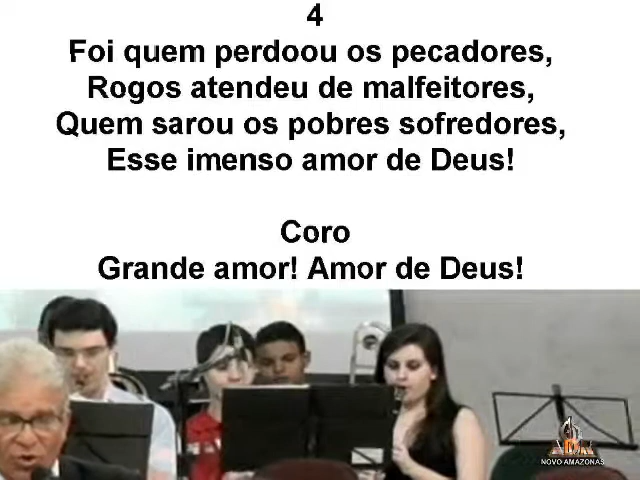 4
Foi quem perdoou os pecadores,
Rogos atendeu de malfeitores,
Quem sarou os pobres sofredores,
Esse imenso amor de Deus!
Coro
Grande amor! Amor de Deus!
NOVO AMAZONAS